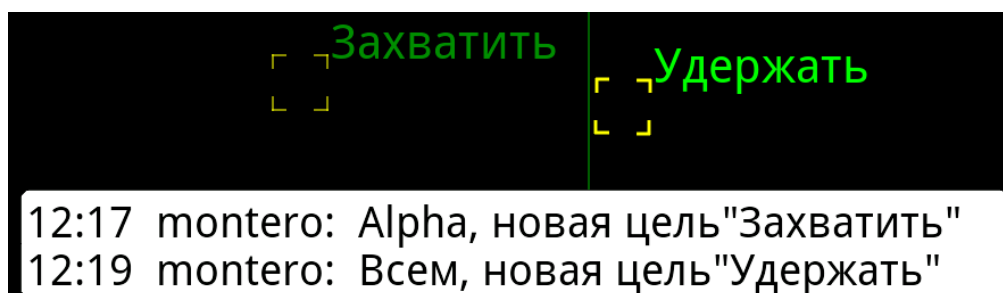 Захватить
Удержать
12:17 montero: Alpha, новая цель"Захватить"
12:19 montero: Всем, новая цель"Удержать"